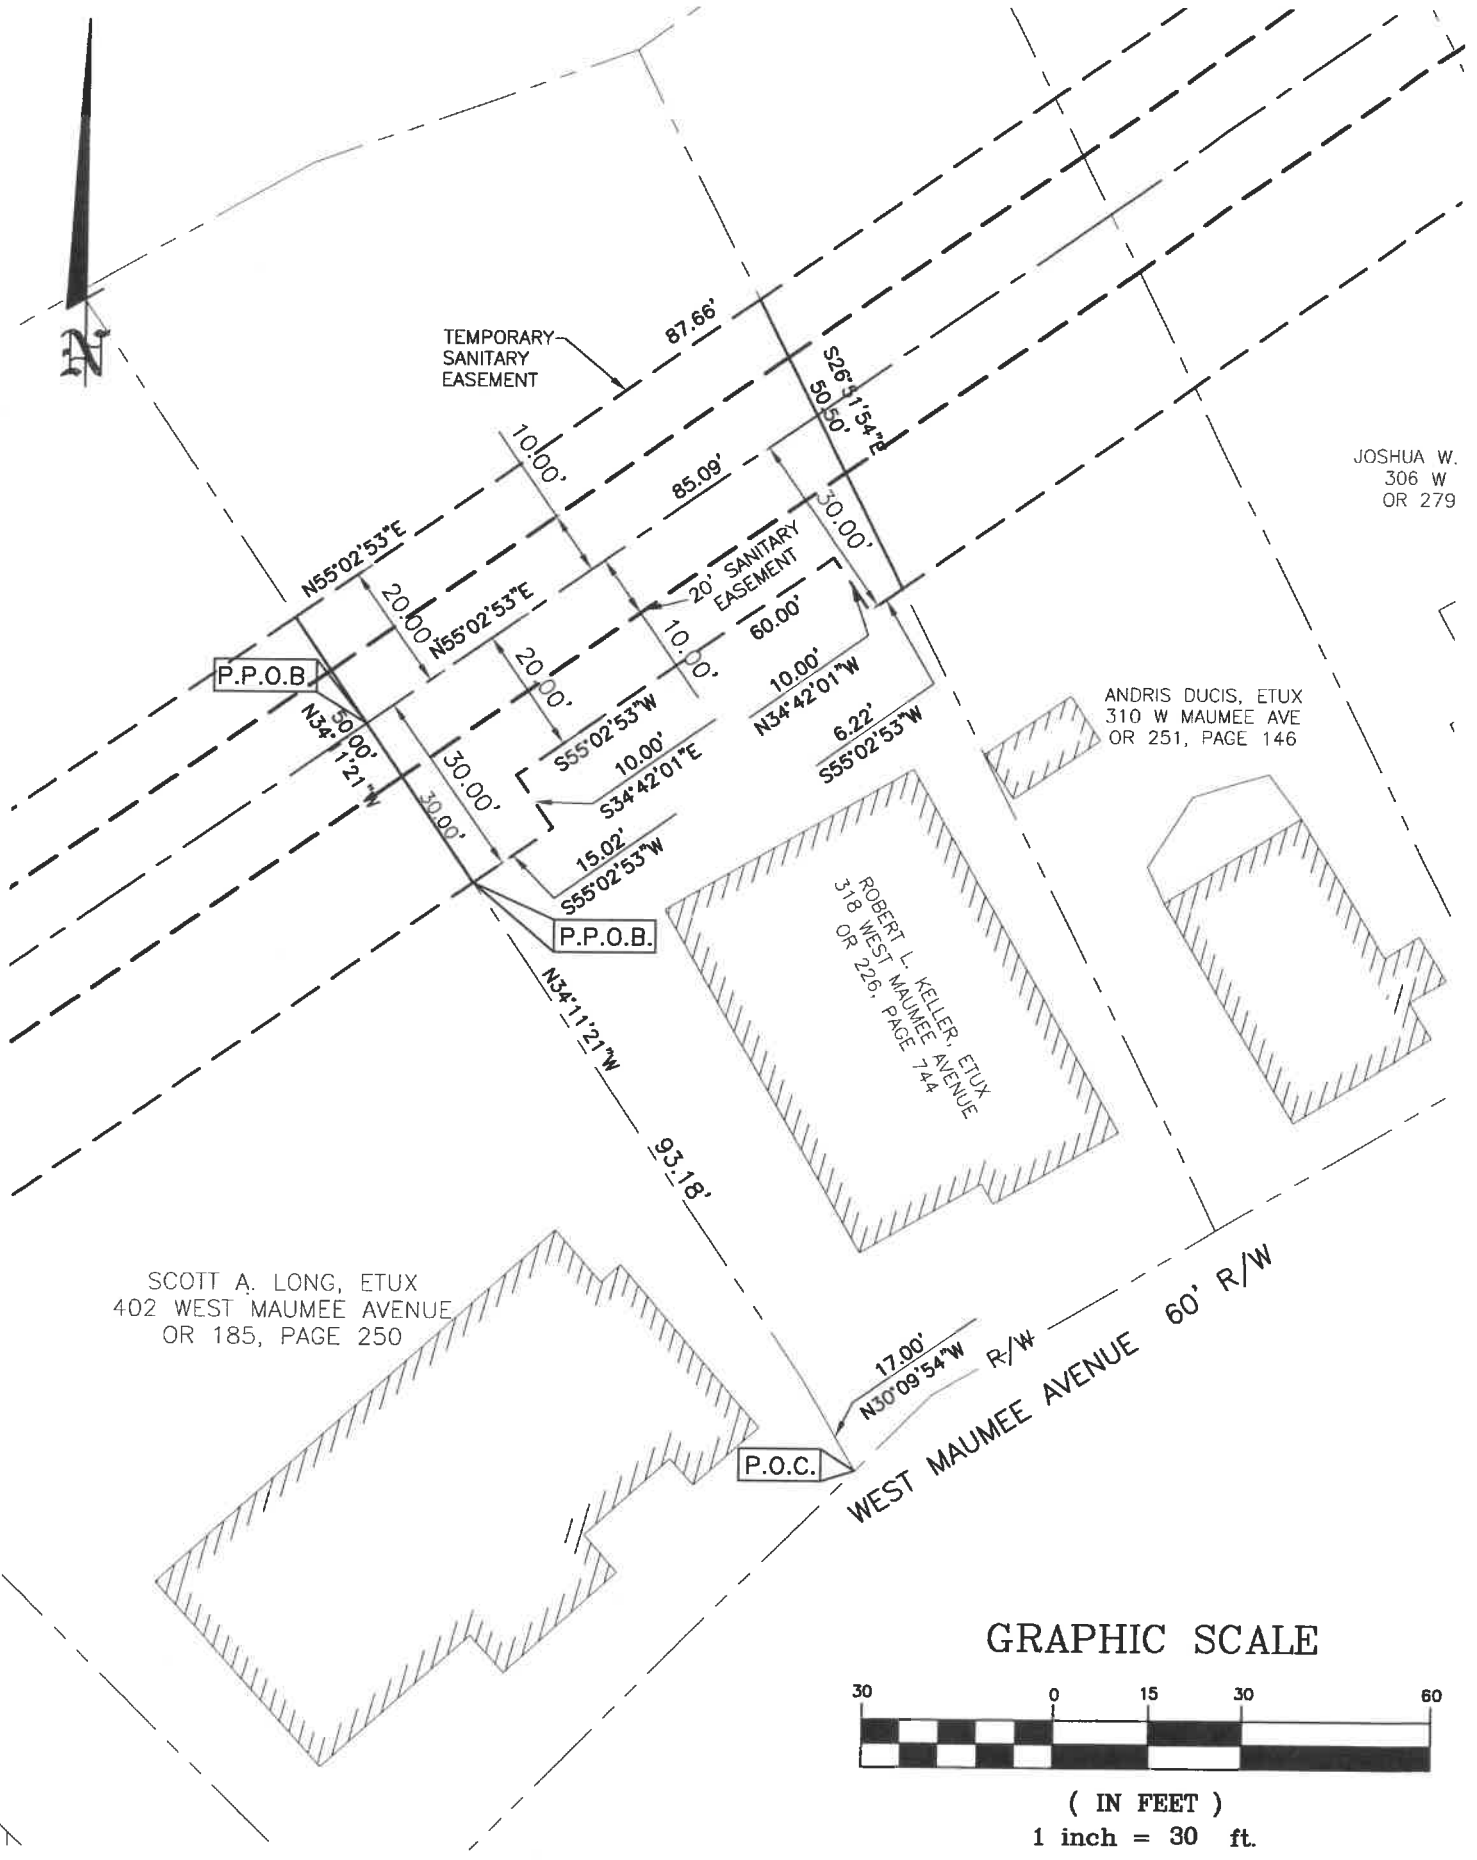 N
TEMPORARY
SANITARY
EASEMENT
87.66'
S26°51'54"E
50.50'
10.00'
85.09'
30.00'
JOSHUA W.
306 W
OR 279
N55°02'53"E
20.00'
N55°02'53"E
20' SANITARY
EASEMENT
60.00'
10.00'
P.P.O.B.
20.00'
10.00'
N34°42'01"W
S55°02'53"W
ANDRIS DUCIS, ETUX
310 W MAUMEE AVE
OR 251, PAGE 146
50.00'
30.00'
30.00'
10.00'
S34°42'01"E
6.22'
S55°02'53"W
15.02'
S55°02'53"W
P.P.O.B.
ROBERT L. KELLER, ETUX
318 WEST MAUMEE AVENUE
OR 226, PAGE 744
N34°11'21"W
93.18'
SCOTT A. LONG, ETUX
402 WEST MAUMEE AVENUE
OR 185, PAGE 250
17.00'
N30°09'54"W
R/W
WEST MAUMEE AVENUE 60' R/W
P.O.C.
GRAPHIC SCALE
30 0 15 30 60
( IN FEET )
1 inch = 30 ft.